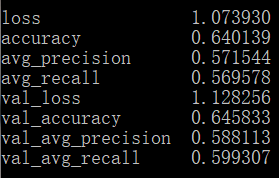 loss 1.073930
accuracy 0.640139
avg_precision 0.571544
avg_recall 0.569578
val_loss 1.128256
val_accuracy 0.645833
val_avg_precision 0.588113
val_avg_recall 0.599307